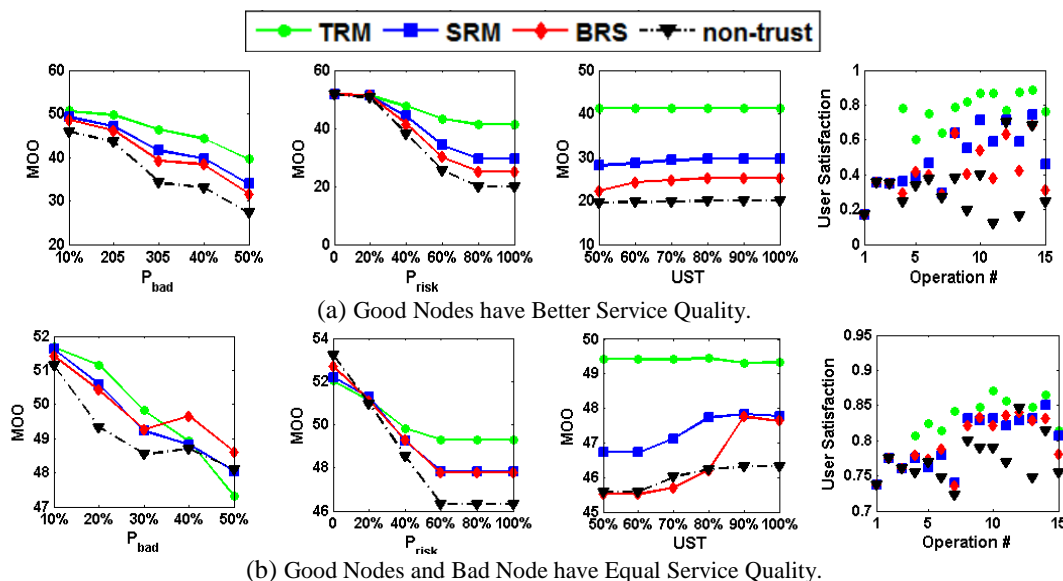 TRM SRM BRS non-trust
60
50
40
30
20
MOO
10% 205 305 40% 50%
P_bad
60
40
20
0
MOO
0 20% 40% 60% 80% 100%
P_risk
60
50
40
30
20
10
MOO
50% 60% 70% 80% 90% 100%
UST
1
0.8
0.6
0.4
0.2
0
User Satisfaction
1 5 10 15
Operation #
(a) Good Nodes have Better Service Quality.
52
51
50
49
48
47
MOO
10% 20% 30% 40% 50%
P_bad
54
52
50
48
46
MOO
0 20% 40% 60% 80% 100%
P_risk
50
49
48
47
46
45
MOO
50% 60% 70% 80% 90% 100%
UST
0.95
0.9
0.85
0.8
0.75
0.7
User Satisfaction
1 5 10 15
Operation #
(b) Good Nodes and Bad Node have Equal Service Quality.